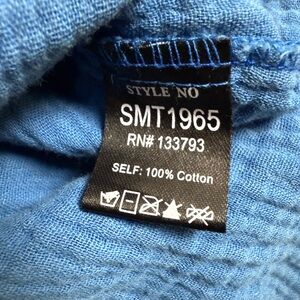 STYLE NO
SMT1965
RN# 133793
SELF: 100% Cotton